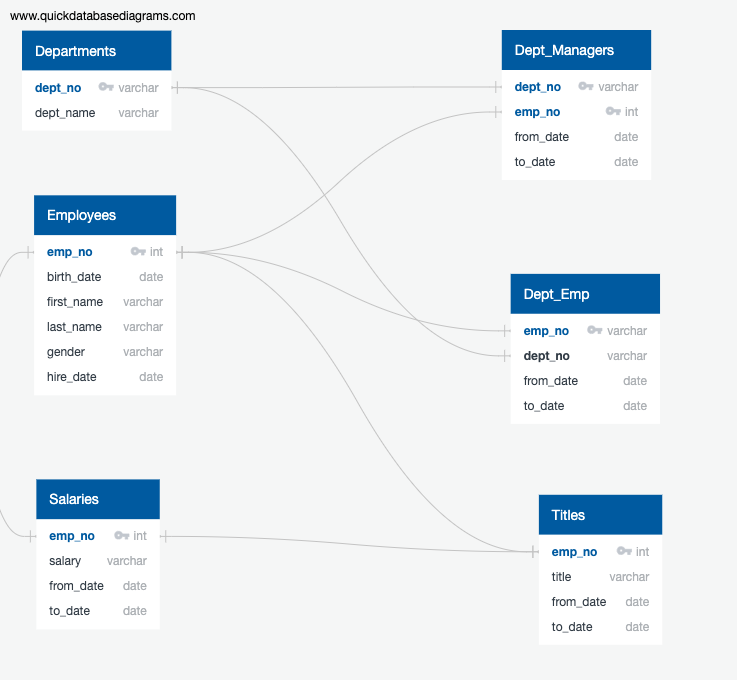 www.quickdatabasediagrams.com
Departments
dept_no varchar
dept_name varchar
Dept_Managers
dept_no varchar
emp_no int
from_date date
to_date date
Employees
emp_no int
birth_date date
first_name varchar
last_name varchar
gender varchar
hire_date date
Dept_Emp
emp_no varchar
dept_no varchar
from_date date
to_date date
Salaries
emp_no int
salary varchar
from_date date
to_date date
Titles
emp_no int
title varchar
from_date date
to_date date